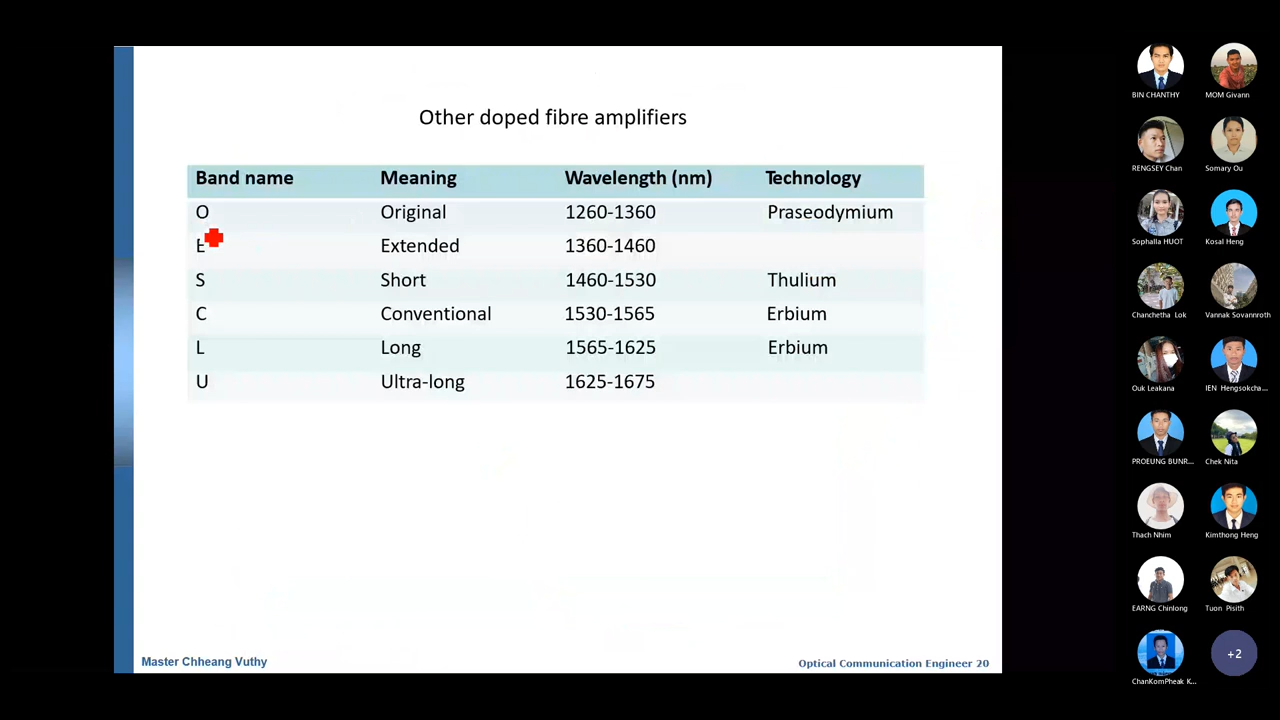 Other doped fibre amplifiers
Band name Meaning Wavelength (nm) Technology
O Original 1260-1360 Praseodymium
E Extended 1360-1460
S Short 1460-1530 Thulium
C Conventional 1530-1565 Erbium
L Long 1565-1625 Erbium
U Ultra-long 1625-1675
Master Chheang Vuthy
Optical Communication Engineer 20
BIN CHANTHY MOM Givann
RENGSEY Chan Somary Ou
Sophalla HUOT Kosal Heng
Chanchetha Lok Vannak Sovannroth
Ouk Leakana IEN Hengsokcha...
PROEUNG BUNR... Chek Nita
Thach Nhim Kimthong Heng
EARNG Chinlong Tuon Pisith
ChanKomPheak K...
+2